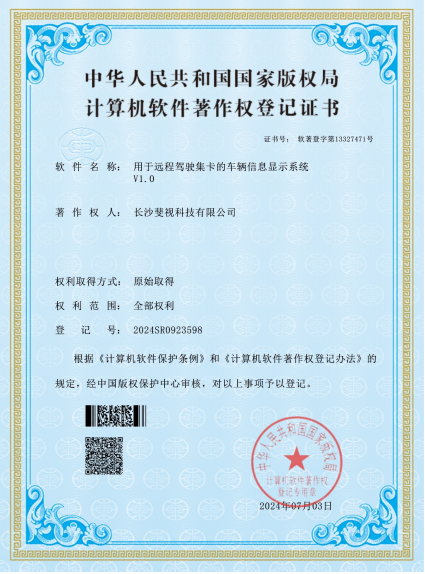 中华人民共和国国家版权局
计算机软件著作权登记证书
证书号： 软著登字第13327471号
软件名称： 用于远程驾驶集卡的车辆信息显示系统
V1.0
著作权人： 长沙斐视科技有限公司
权利取得方式： 原始取得
权利范围： 全部权利
登记号： 2024SR0923598
根据《计算机软件保护条例》和《计算机软件著作权登记办法》的
规定，经中国版权保护中心审核，对以上事项予以登记。
中华人民共和国国家版权局
计算机软件著作权
登记专用章
2024年07月03日